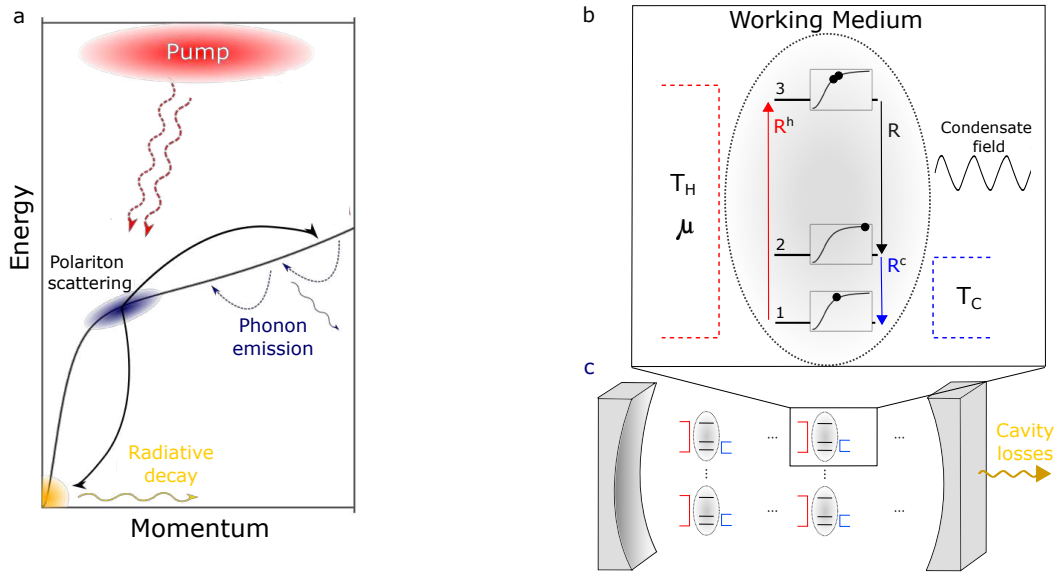 a
Pump
Energy
Polariton
scattering
Phonon
emission
Radiative
decay
Momentum
b
Working Medium
3
R^h
R
Condensate
field
T_H
μ
2
R^c
T_C
1
c
...
...
...
...
...
...
Cavity
losses